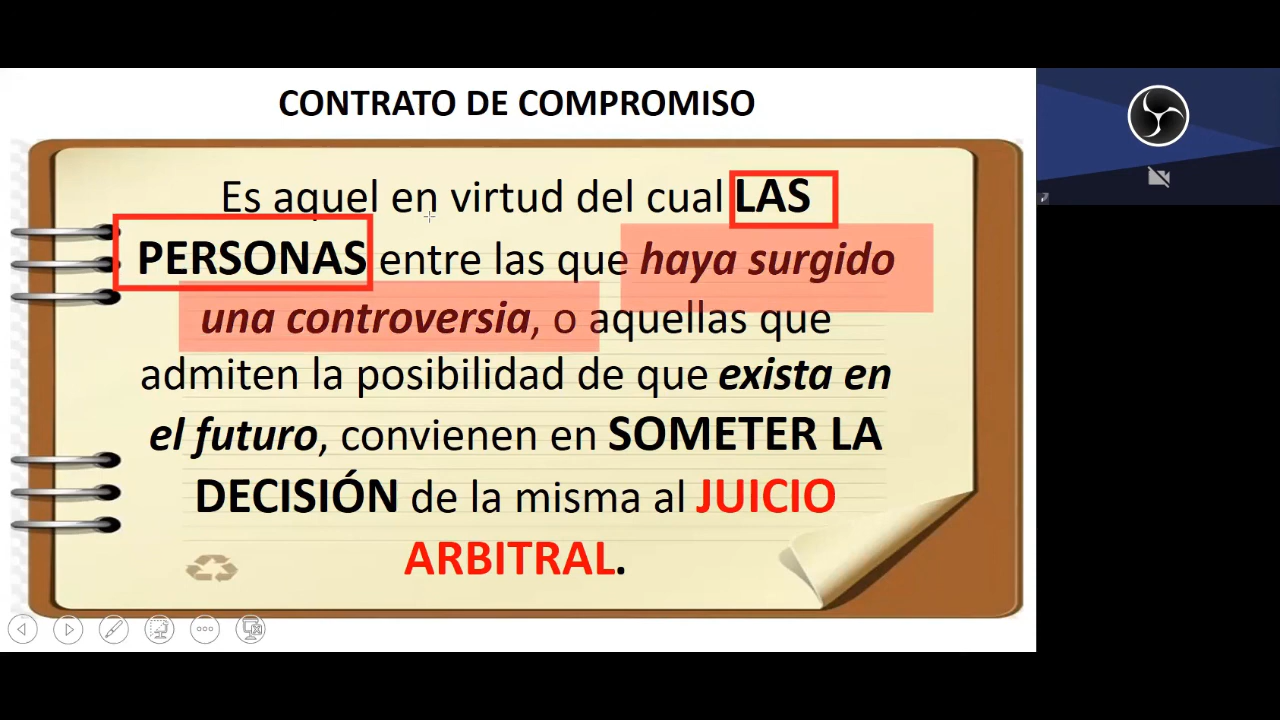 CONTRATO DE COMPROMISO
Es aquel en virtud del cual LAS
PERSONAS entre las que haya surgido
una controversia, o aquellas que
admiten la posibilidad de que exista en
el futuro, convienen en SOMETER LA
DECISIÓN de la misma al JUICIO
ARBITRAL.